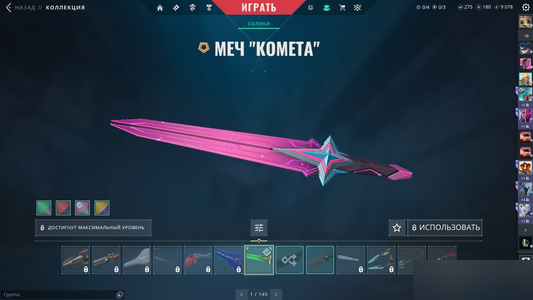 НАЗАД // КОЛЛЕКЦИЯ
ИГРАТЬ
0/4 0/3 275 180 9 078
ОБЛИКИ
МЕЧ "КОМЕТА"
ДОСТИГНУТ МАКСИМАЛЬНЫЙ УРОВЕНЬ
ИСПОЛЬЗОВАТЬ
Группа
1 / 145